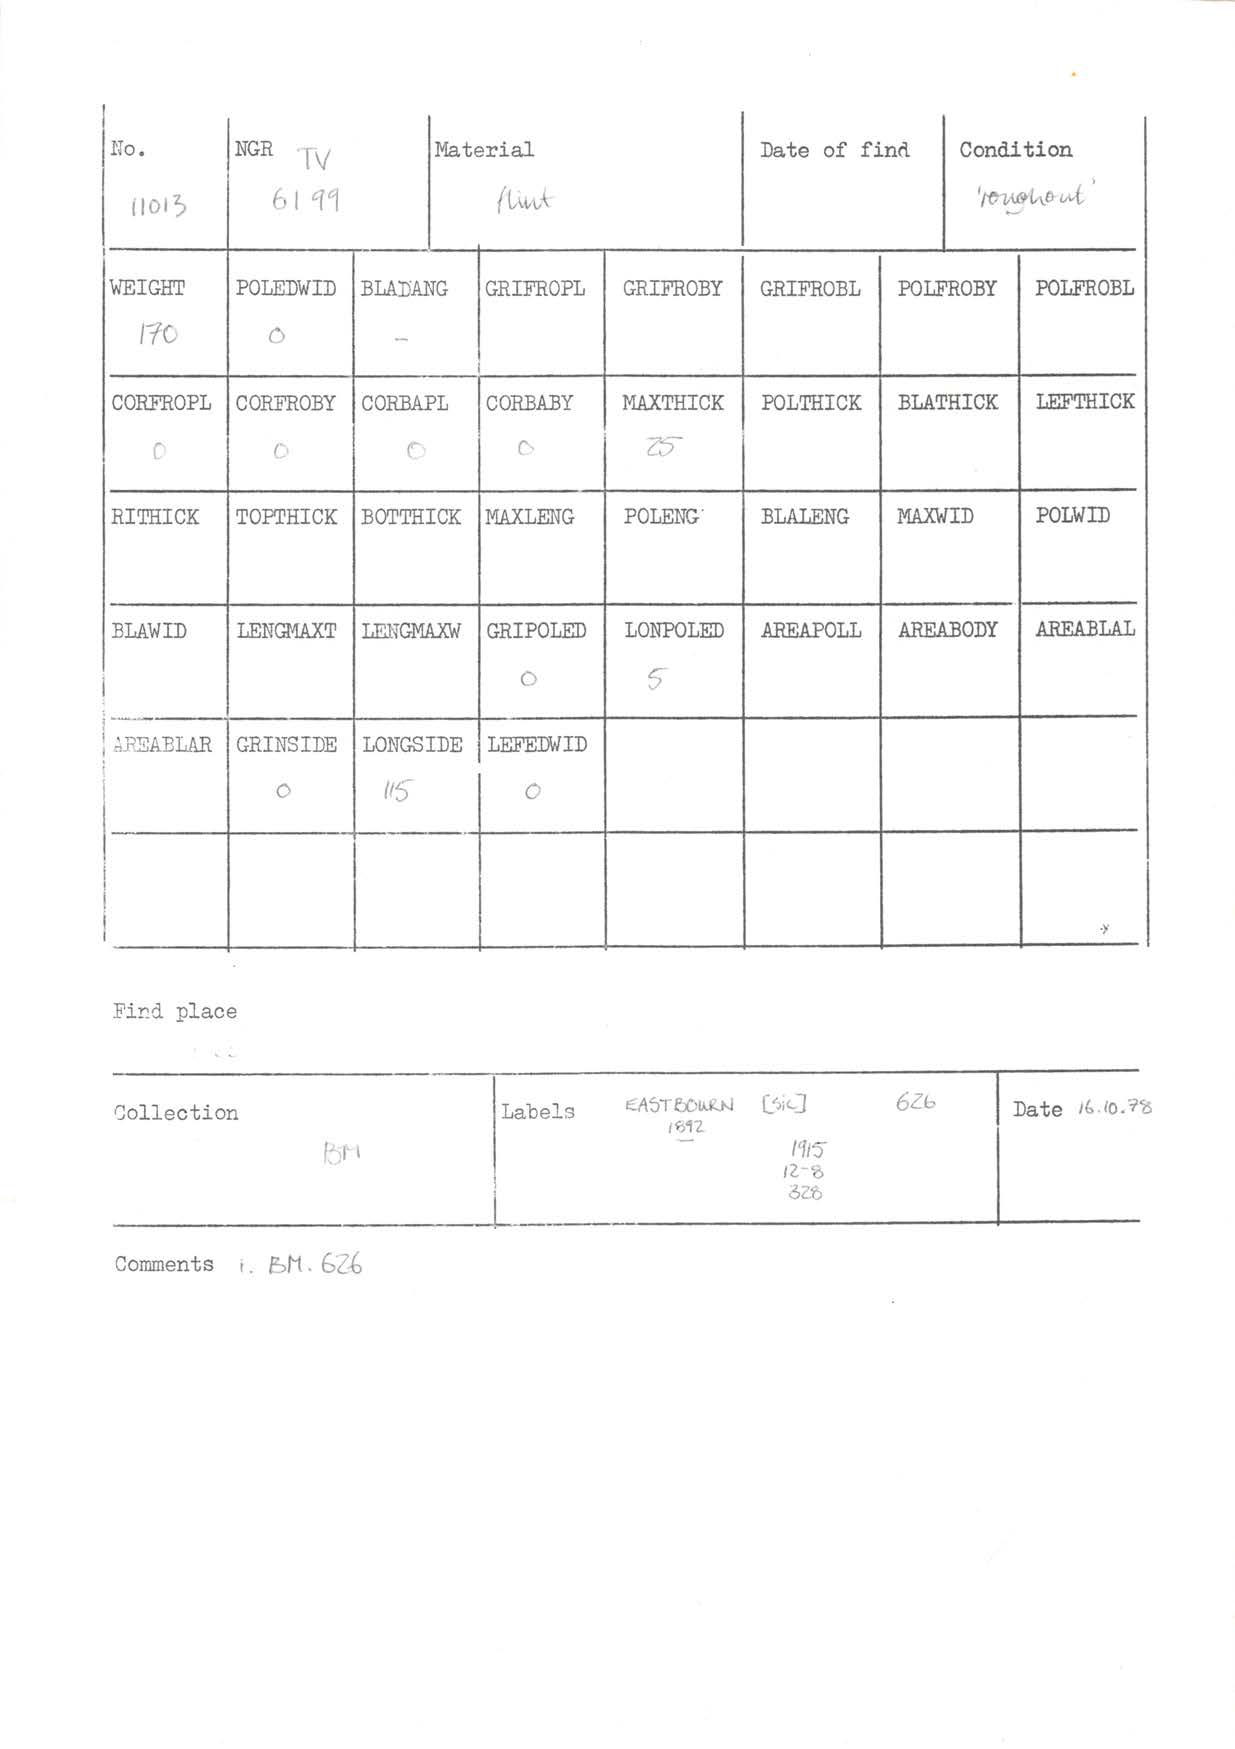 No. NGR TV Material Date of find Condition
11013 6199 flint 'roughout'
WEIGHT POLEDWID BLADANG GRIFROPL GRIFROBY GRIFROBL POLFROBY POLFROBL
170 0 –
CORFROPL CORFROBY CORBAPL CORBABY MAXTHICK POLTHICK BLATHICK LEFTHICK
0 0 0 0 25
RITHICK TOPTHICK BOTTHICK MAXLENG POLENG BLALENG MAXWID POLWID
BLAWID LENGMAXT LENGMAXW GRIPOLED LONPOLED AREAPOLL AREABODY AREABLAL
0 5
AREABLAR GRINSIDE LONGSIDE LEFEDWID
0 115 0
Find place
Collection Labels EASTBOURN [sic] 626 Date 16.10.78
1892
BM 1915
12-8
328
Comments i. BM. 626